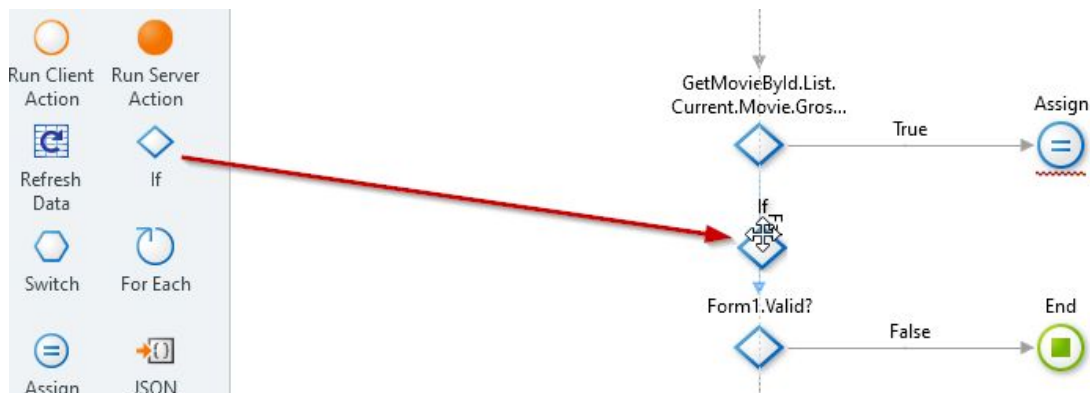 Run Client
Action
Run Server
Action
Refresh
Data
If
Switch
For Each
Assign
JSON
GetMovieById.List.
Current.Movie.Gros...
True
Assign
If
Form1.Valid?
False
End